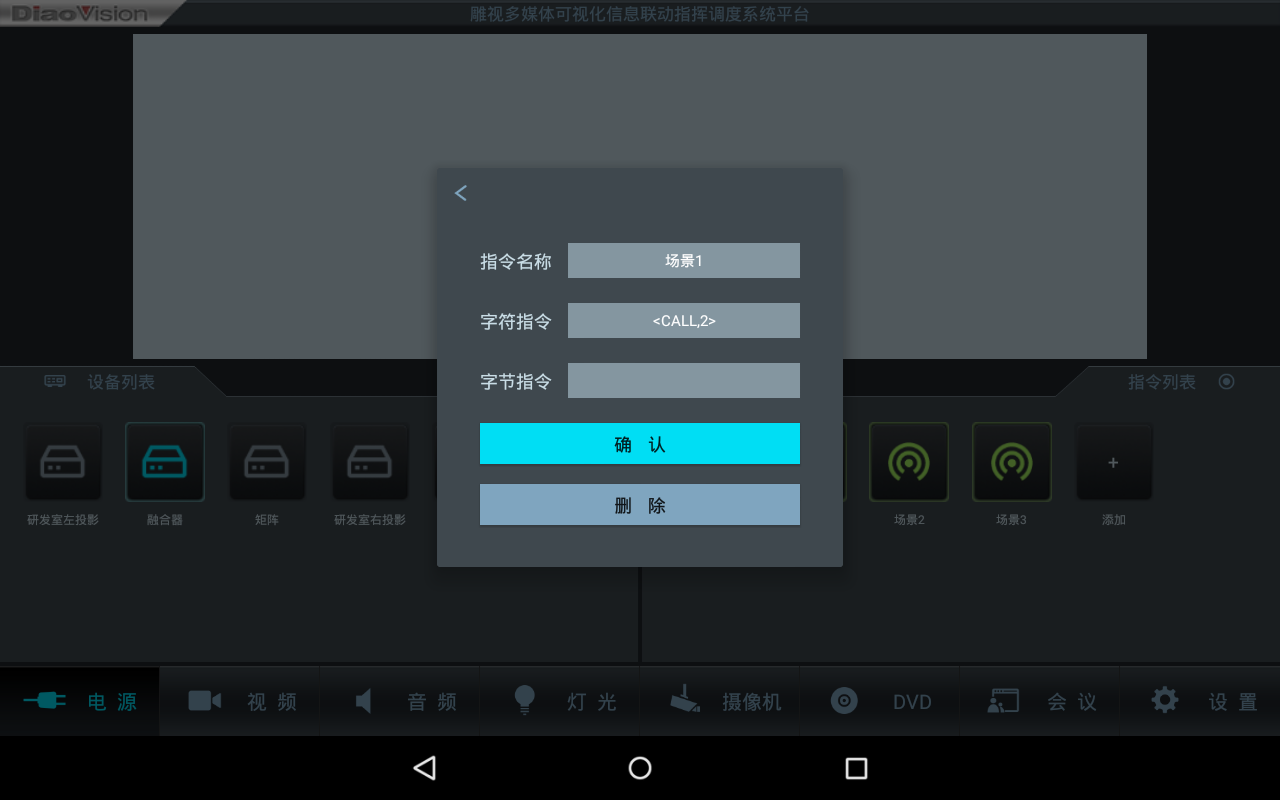 DiaoVision
雕视多媒体可视化信息联动指挥调度系统平台
指令名称 场景1
字符指令 <CALL,2>
字节指令
确 认
删 除
设备列表
指令列表
研发室左投影 融合器 矩阵 研发室右投影
场景2 场景3 + 添加
电 源 视 频 音 频 灯 光 摄像机 DVD 会 议 设 置